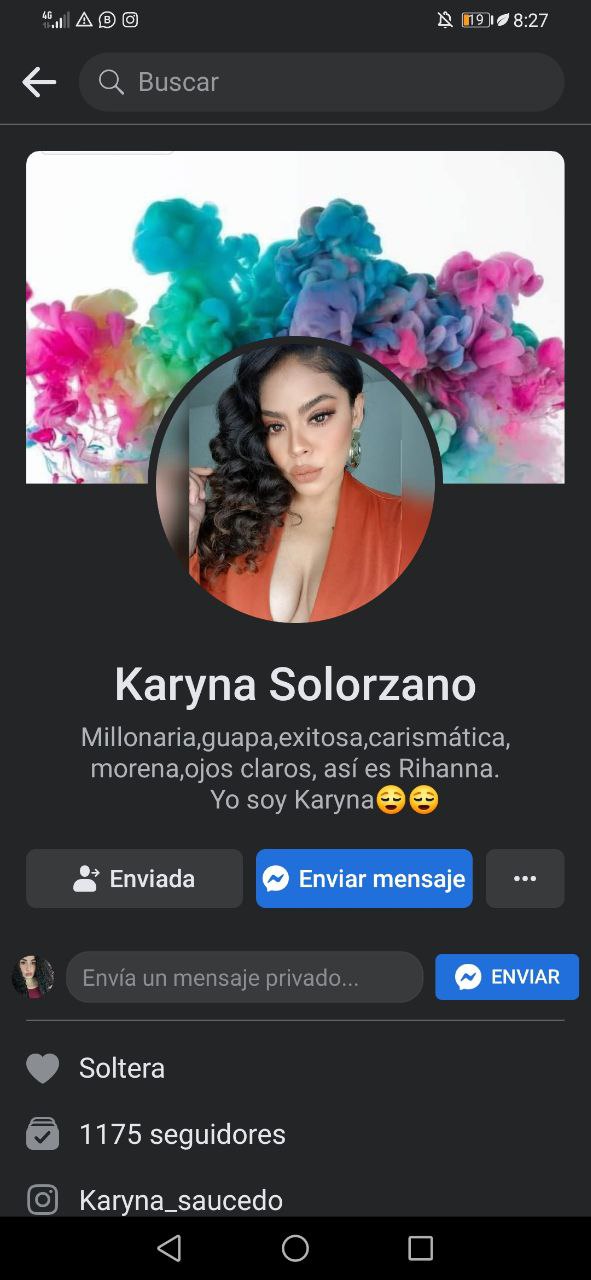 4G 19 8:27
Buscar
Karyna Solorzano
Millonaria,guapa,exitosa,carismática,
morena,ojos claros, así es Rihanna.
Yo soy Karyna😌😌
Enviada Enviar mensaje ...
Envía un mensaje privado... ENVIAR
Soltera
1175 seguidores
Karyna_saucedo